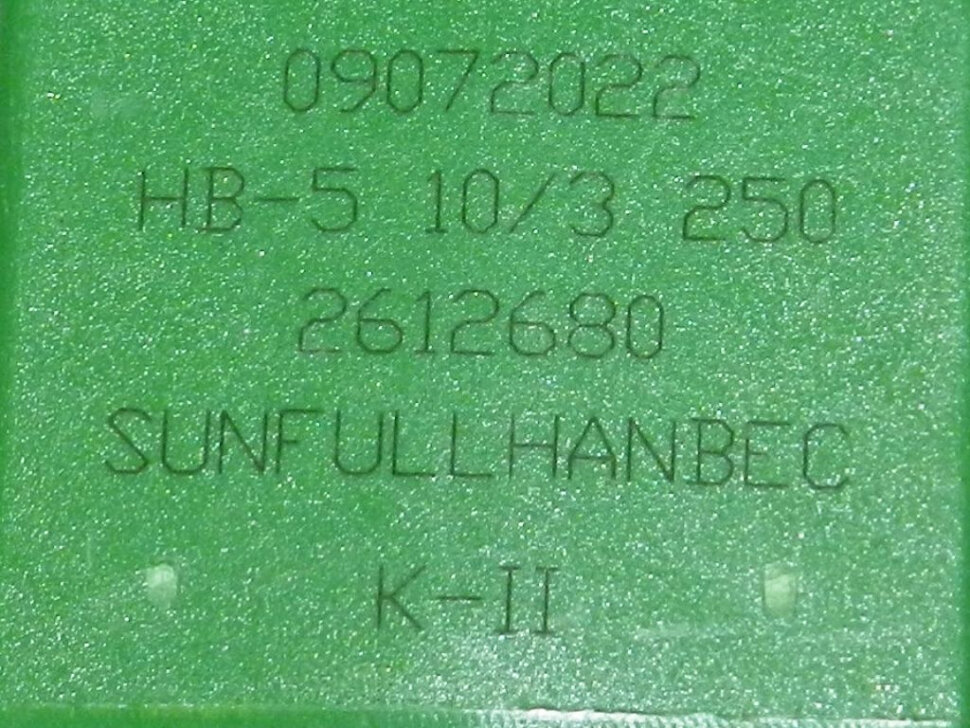 09072022
HB-5 10/3 250
2612680
SUNFULLHANBEC
K-II